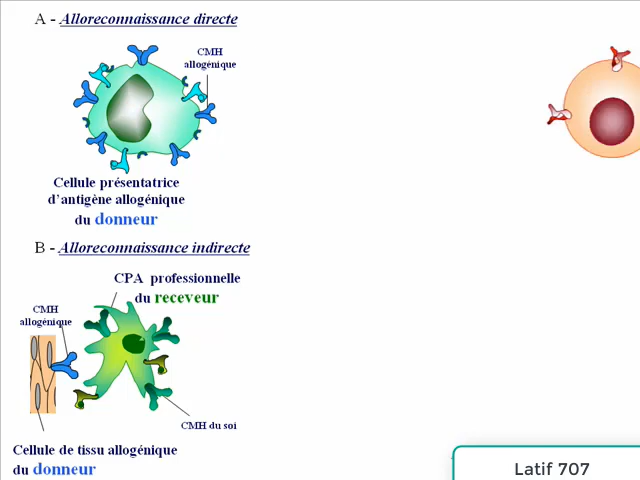 A - Alloreconnaissance directe
CMH
allogénique
Cellule présentatrice
d'antigène allogénique
du donneur
B - Alloreconnaissance indirecte
CPA professionnelle
du receveur
CMH
allogénique
CMH du soi
Cellule de tissu allogénique
du donneur
Latif 707